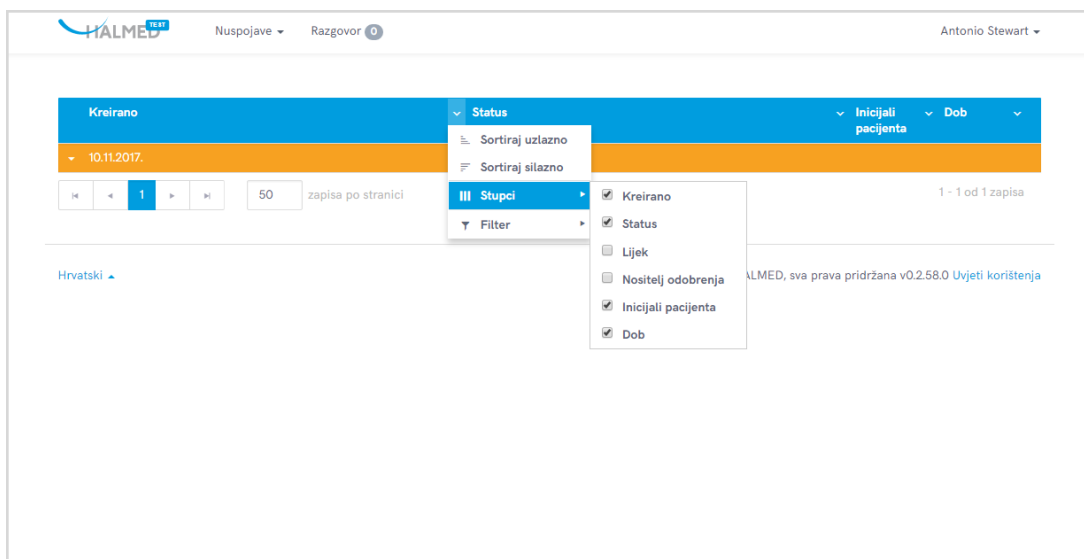 HALMED TEST Nuspojave Razgovor 0 Antonio Stewart
Kreirano Status Inicijali pacijenta Dob
Sortiraj uzlazno
10.11.2017.
Sortiraj silazno
1 50 zapisa po stranici 1 - 1 od 1 zapisa
Stupci
Filter
Kreirano
Status
Lijek
Nositelj odobrenja
Inicijali pacijenta
Dob
Hrvatski ALMED, sva prava pridržana v0.2.58.0 Uvjeti korištenja